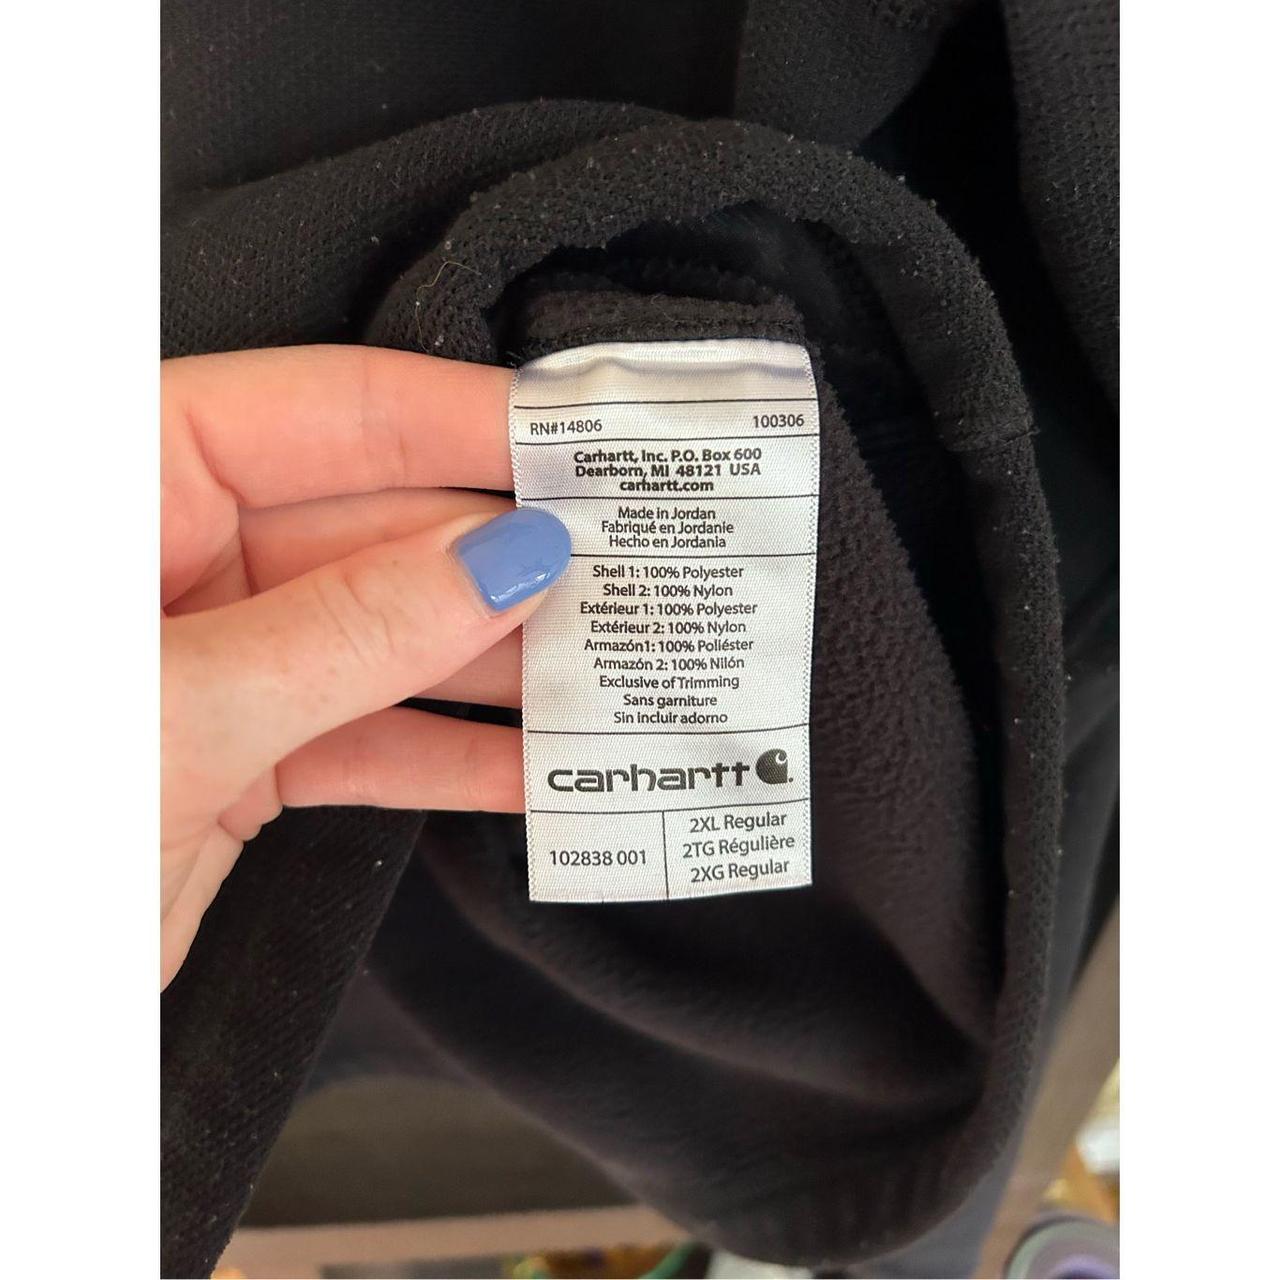 RN#14806 100306
Carhartt, Inc. P.O. Box 600
Dearborn, MI 48121 USA
carhartt.com
Made in Jordan
Fabriqué en Jordanie
Hecho en Jordania
Shell 1: 100% Polyester
Shell 2: 100% Nylon
Extérieur 1: 100% Polyester
Extérieur 2: 100% Nylon
Armazón1: 100% Poliéster
Armazón 2: 100% Nilón
Exclusive of Trimming
Sans garniture
Sin incluir adorno
carhartt
102838 001
2XL Regular
2TG Régulière
2XG Regular